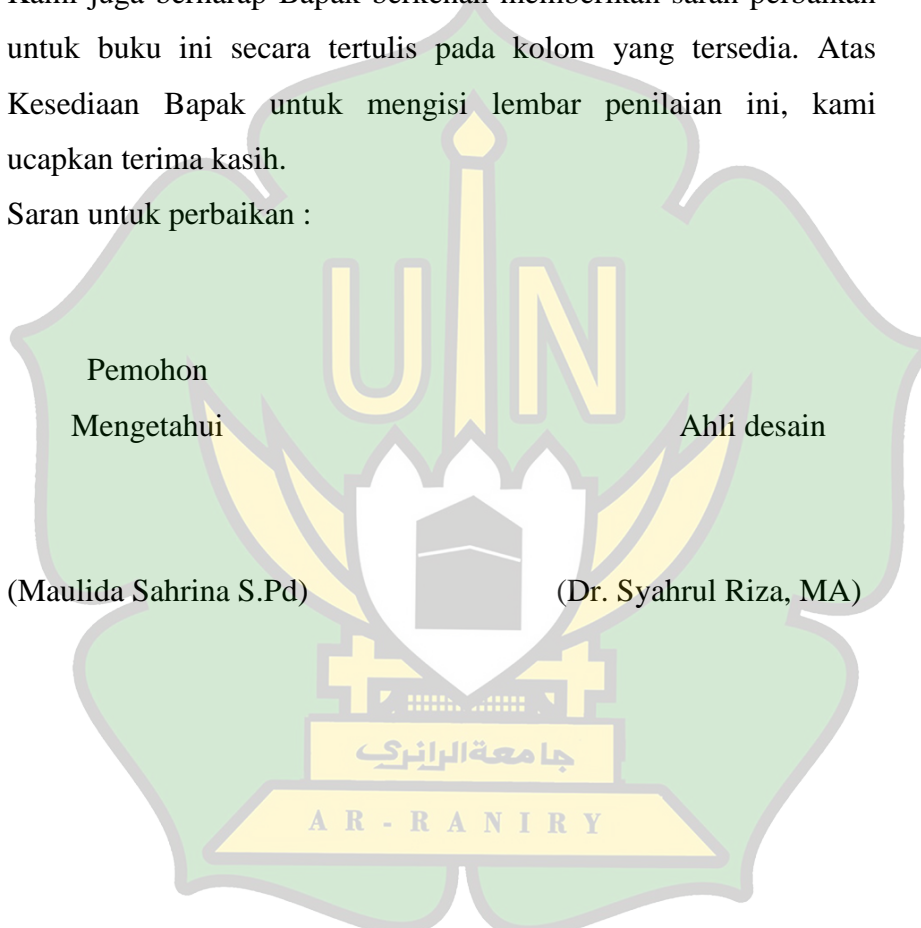 Kami juga berharap Bapak berkenan memberikan saran perbaikan
untuk buku ini secara tertulis pada kolom yang tersedia. Atas
Kesediaan Bapak untuk mengisi lembar penilaian ini, kami
ucapkan terima kasih.
Saran untuk perbaikan :
Pemohon
Mengetahui Ahli desain
(Maulida Sahrina S.Pd) (Dr. Syahrul Riza, MA)
UIN
جامعةالرانري
AR-RANIRY